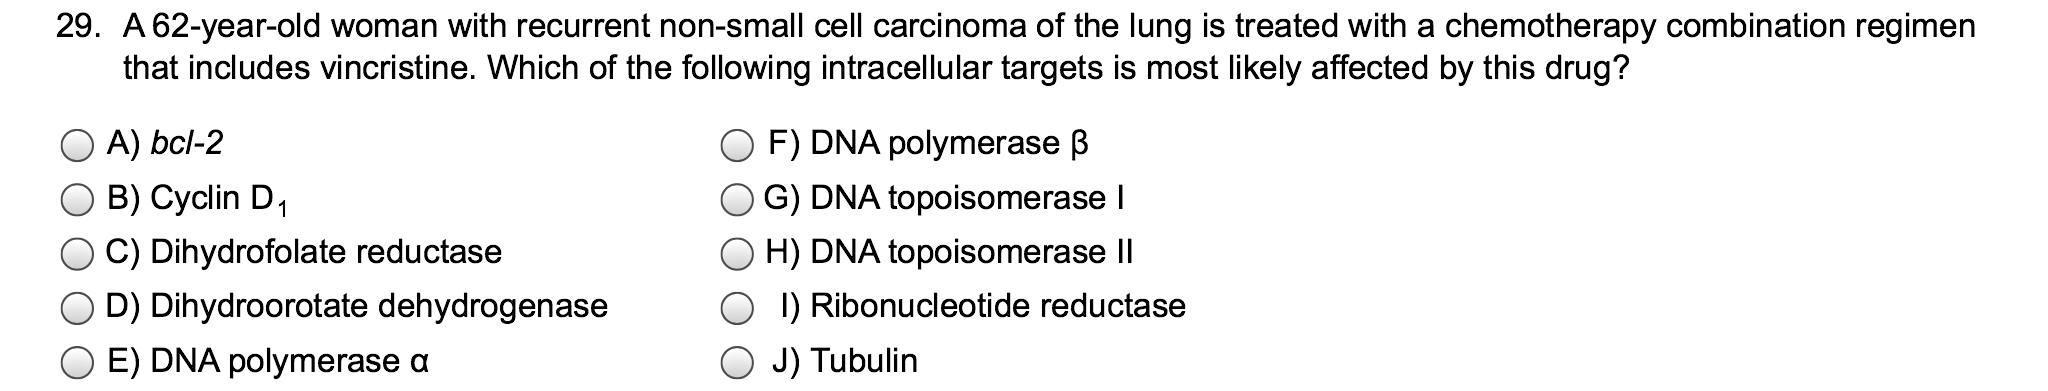 29. A 62-year-old woman with recurrent non-small cell carcinoma of the lung is treated with a chemotherapy combination regimen
that includes vincristine. Which of the following intracellular targets is most likely affected by this drug?
A) bcl-2
B) Cyclin D₁
C) Dihydrofolate reductase
D) Dihydroorotate dehydrogenase
E) DNA polymerase α
F) DNA polymerase β
G) DNA topoisomerase I
H) DNA topoisomerase II
I) Ribonucleotide reductase
J) Tubulin